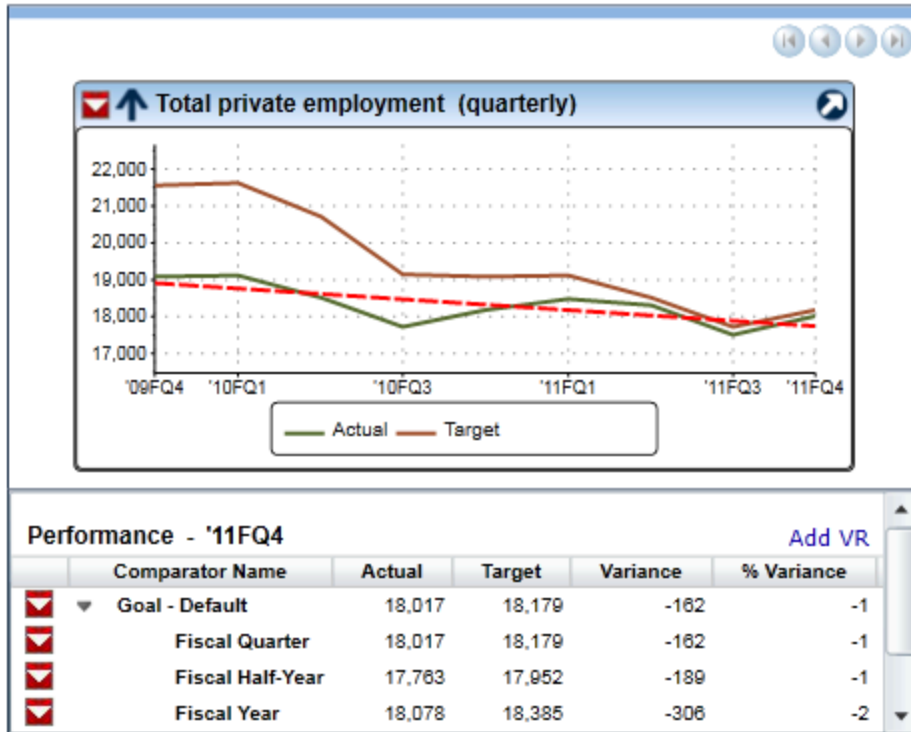 Total private employment (quarterly)
22,000
21,000
20,000
19,000
18,000
17,000
'09FQ4 '10FQ1 '10FQ3 '11FQ1 '11FQ3 '11FQ4
Actual Target
Performance - '11FQ4 Add VR
Comparator Name Actual Target Variance % Variance
Goal - Default 18,017 18,179 -162 -1
Fiscal Quarter 18,017 18,179 -162 -1
Fiscal Half-Year 17,763 17,952 -189 -1
Fiscal Year 18,078 18,385 -306 -2